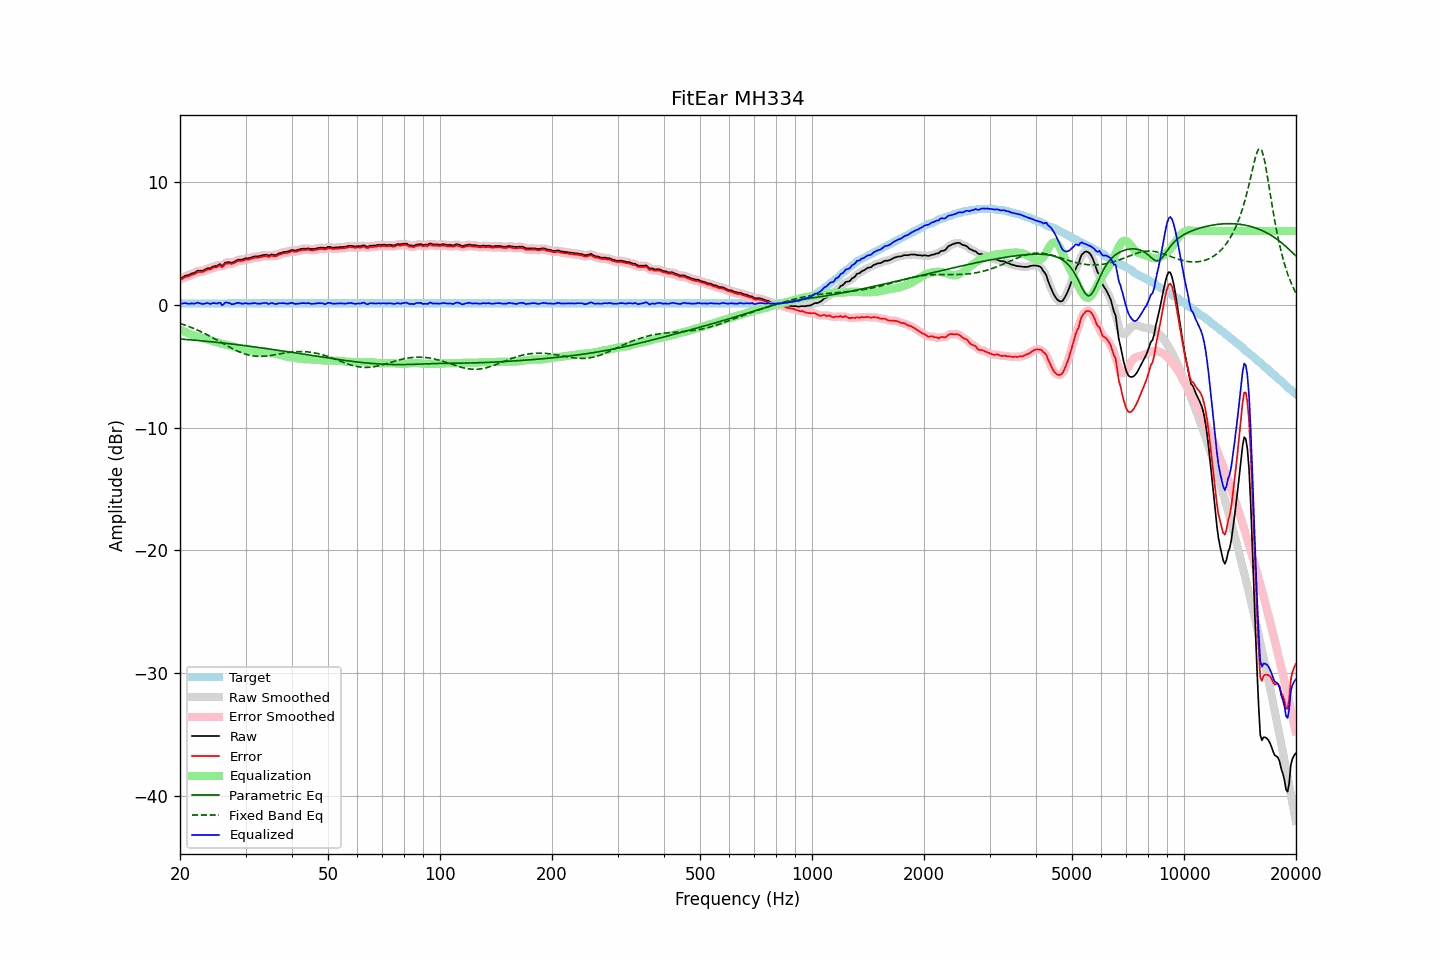 FitEar MH334
Amplitude (dBr)
10
0
−10
−20
−30
−40
Target
Raw Smoothed
Error Smoothed
Raw
Error
Equalization
Parametric Eq
Fixed Band Eq
Equalized
20
50
100
200
500
1000
2000
5000
10000
20000
Frequency (Hz)